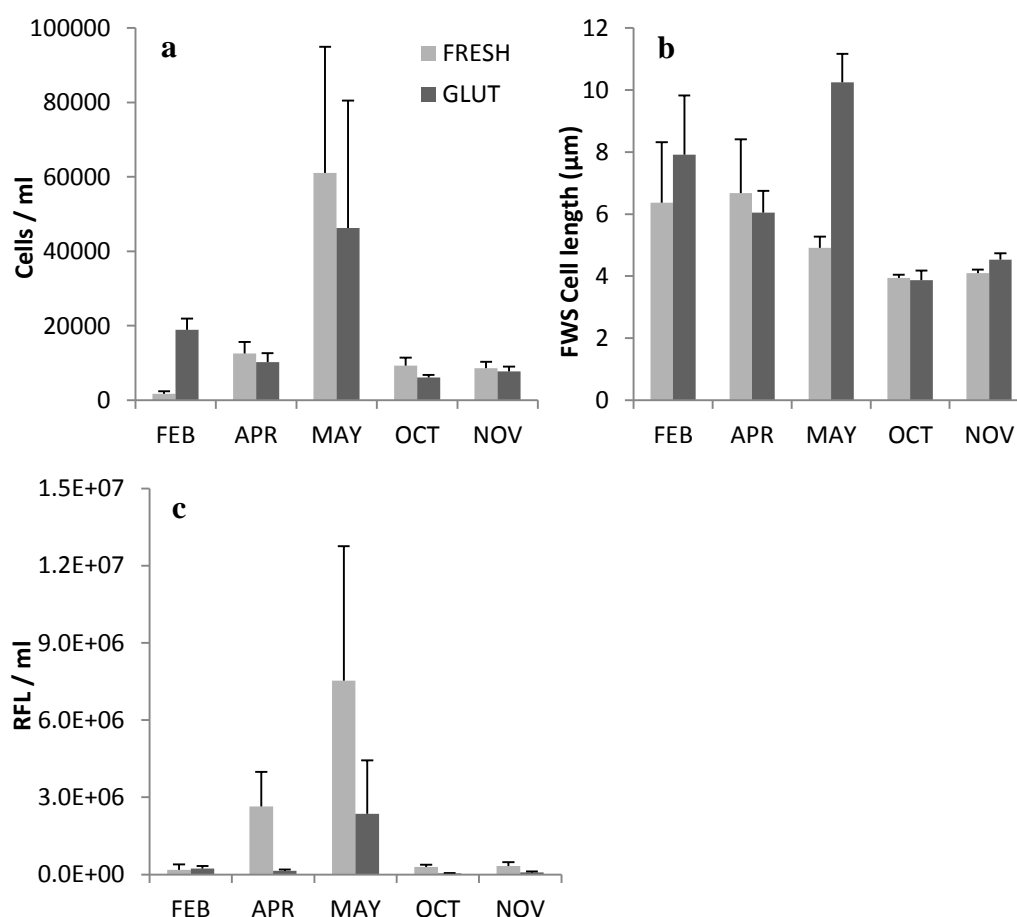 a
FRESH
GLUT
Cells / ml
100000
80000
60000
40000
20000
0
FEB APR MAY OCT NOV
b
FWS Cell length (µm)
12
10
8
6
4
2
0
FEB APR MAY OCT NOV
c
RFL / ml
1.5E+07
1.2E+07
9.0E+06
6.0E+06
3.0E+06
0.0E+00
FEB APR MAY OCT NOV